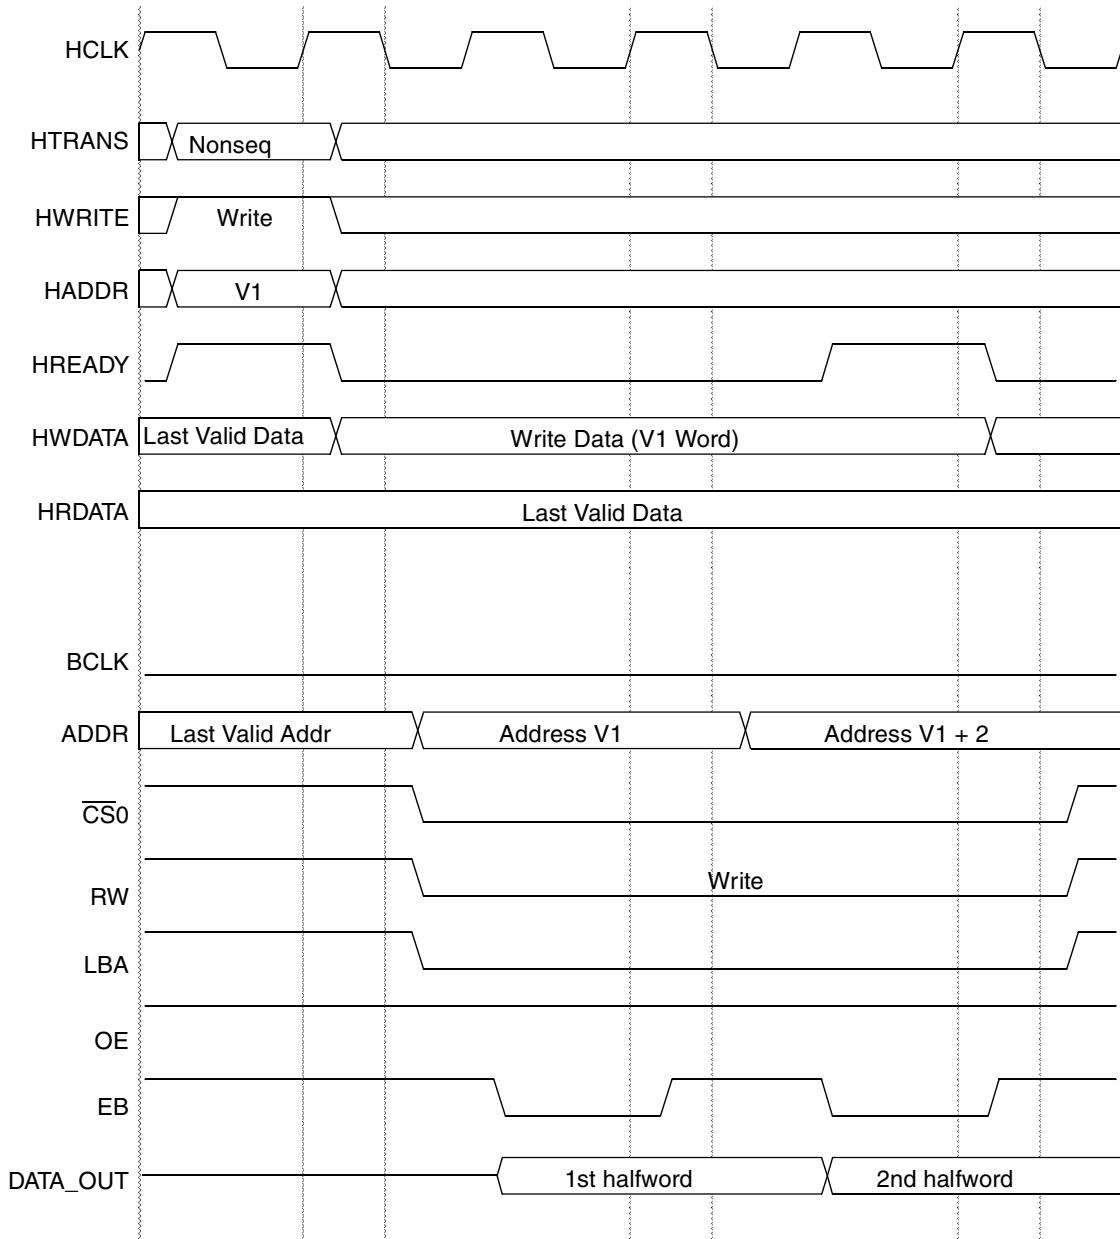 HCLK
HTRANS Nonseq
HWRITE Write
HADDR V1
HREADY
HWDATA Last Valid Data Write Data (V1 Word)
HRDATA Last Valid Data
BCLK
ADDR Last Valid Addr Address V1 Address V1 + 2
CS0
RW Write
LBA
OE
EB
DATA_OUT 1st halfword 2nd halfword